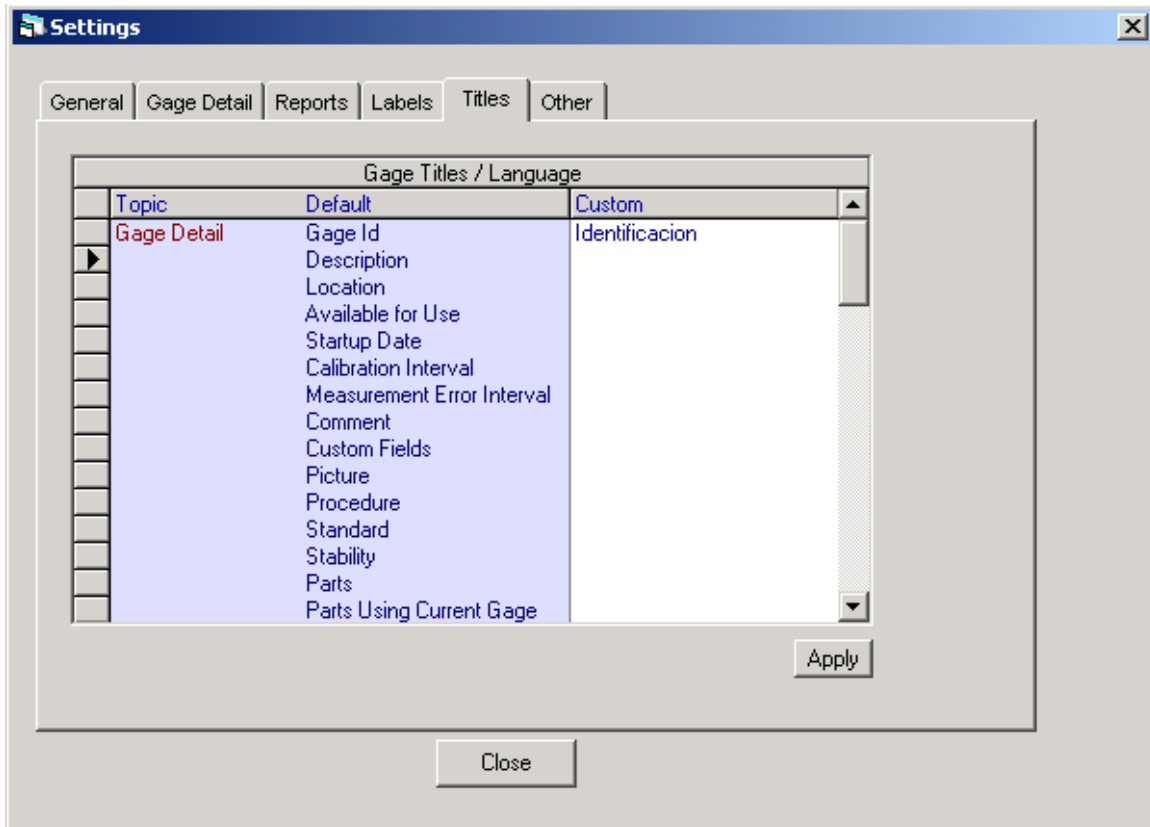 Settings
General Gage Detail Reports Labels Titles Other
Gage Titles / Language
Topic Default Custom
Gage Detail Gage Id Identificacion
Description
Location
Available for Use
Startup Date
Calibration Interval
Measurement Error Interval
Comment
Custom Fields
Picture
Procedure
Standard
Stability
Parts
Parts Using Current Gage
Apply
Close